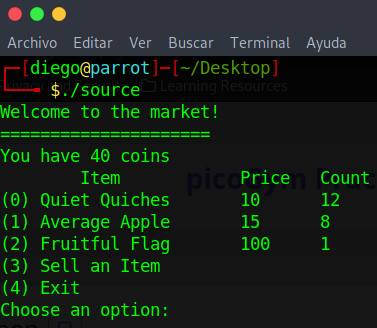 Archivo Editar Ver Buscar Terminal Ayuda
┌─[diego@parrot]─[~/Desktop]
└──╼ $./source
Learning Resources
Welcome to the market!
=====================
You have 40 coins
Item Price Count
(0) Quiet Quiches 10 12
(1) Average Apple 15 8
(2) Fruitful Flag 100 1
(3) Sell an Item
(4) Exit
Choose an option: